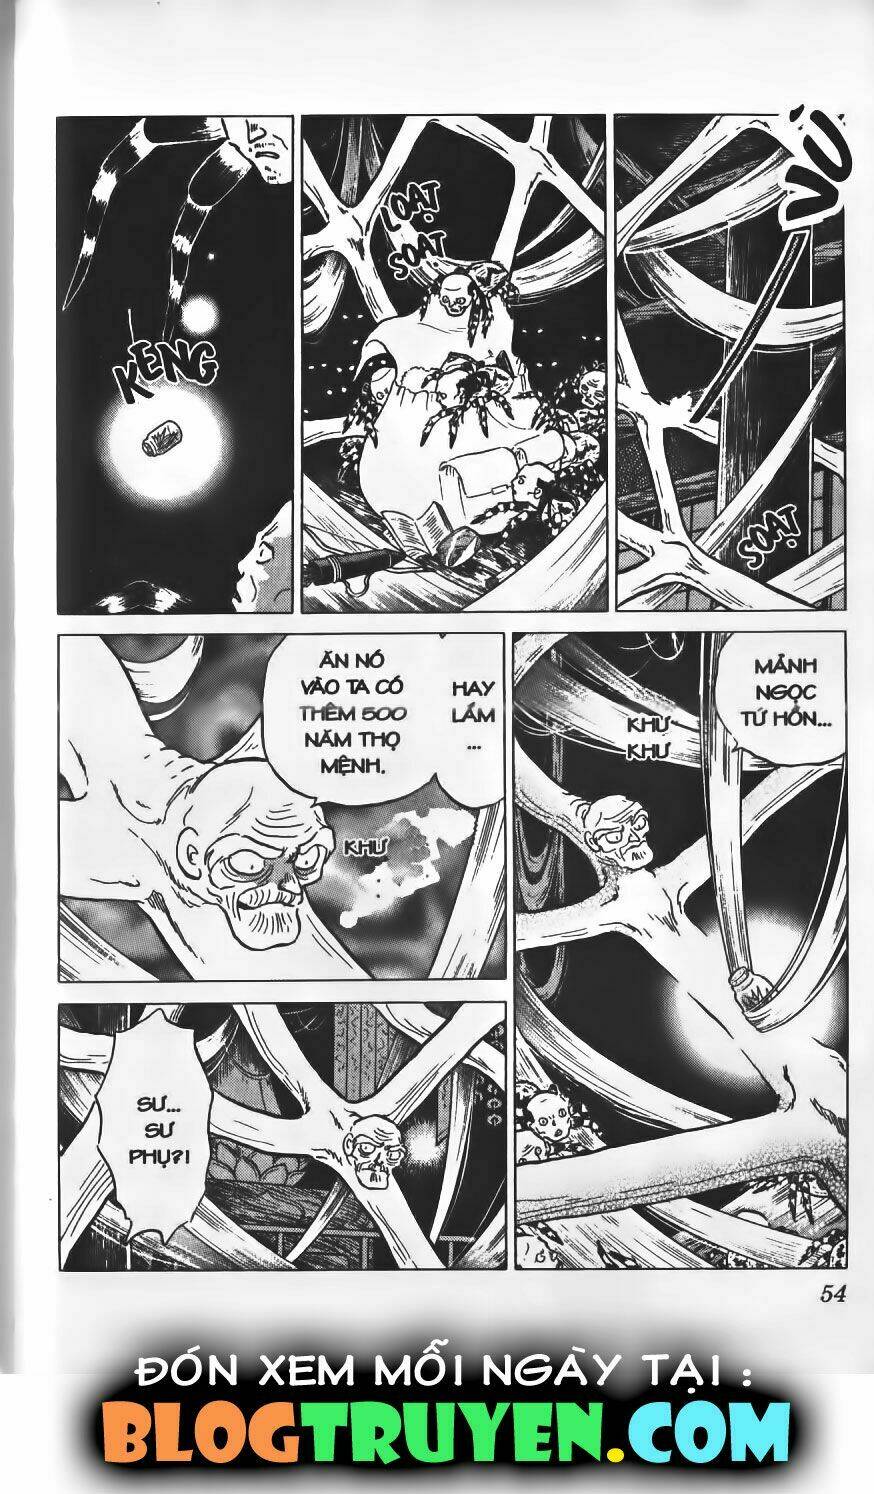 VÙ
SOẠT
LOẠT
SOẠT
KENG
MẢNH
NGỌC
TỨ HỒN...
KHỪ
KHƯ
HAY
LẮM
...
ĂN NÓ
VÀO TA CÓ
THÊM 500
NĂM THỌ
MỆNH.
KHƯ
SƯ...
SƯ
PHỤ?!
54
ĐÓN XEM MỖI NGÀY TẠI :
BLOGTRUYEN.COM